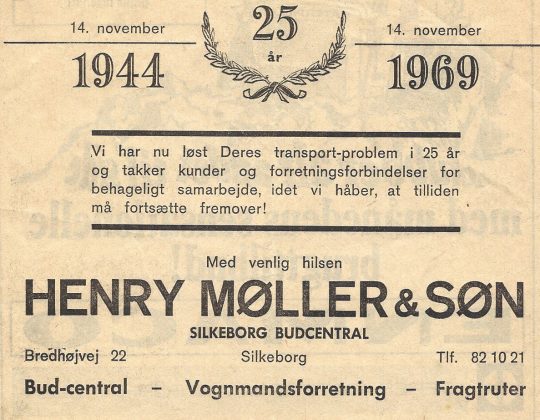 14. november
25
14. november
1944
år
1969
Vi har nu løst Deres transport-problem i 25 år
og takker kunder og forretningsforbindelser for
behageligt samarbejde, idet vi håber, at tilliden
må fortsætte fremover!
Med venlig hilsen
HENRY MØLLER & SØN
SILKEBORG BUDCENTRAL
Bredhøjvej 22 Silkeborg Tlf. 82 10 21
Bud-central – Vognmandsforretning – Fragtruter